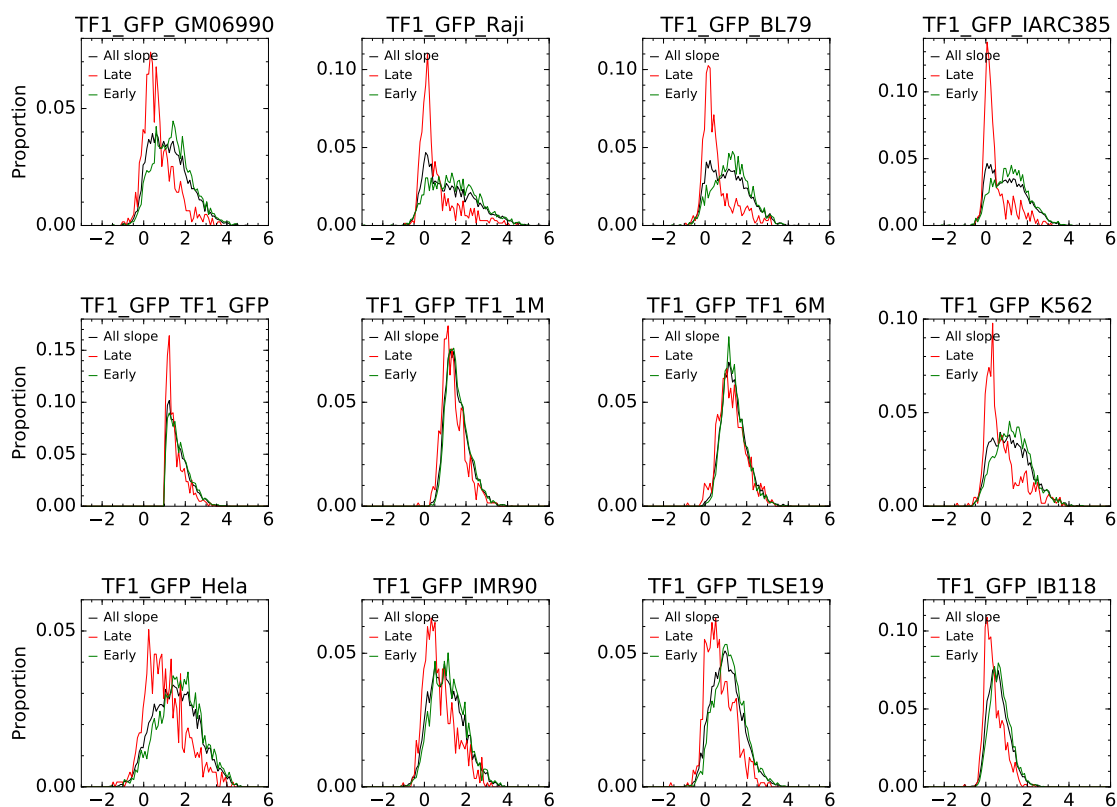 TF1_GFP_GM06990 TF1_GFP_Raji TF1_GFP_BL79 TF1_GFP_IARC385
Proportion
0.05
0.00
−2 0 2 4 6
All slope
Late
Early
0.10
0.05
0.00
−2 0 2 4 6
All slope
Late
Early
0.10
0.05
0.00
−2 0 2 4 6
All slope
Late
Early
0.10
0.05
0.00
−2 0 2 4 6
All slope
Late
Early
TF1_GFP_TF1_GFP TF1_GFP_TF1_1M TF1_GFP_TF1_6M TF1_GFP_K562
Proportion
0.15
0.10
0.05
0.00
−2 0 2 4 6
All slope
Late
Early
0.05
0.00
−2 0 2 4 6
All slope
Late
Early
0.05
0.00
−2 0 2 4 6
All slope
Late
Early
0.10
0.05
0.00
−2 0 2 4 6
All slope
Late
Early
TF1_GFP_Hela TF1_GFP_IMR90 TF1_GFP_TLSE19 TF1_GFP_IB118
Proportion
0.05
0.00
−2 0 2 4 6
All slope
Late
Early
0.05
0.00
−2 0 2 4 6
All slope
Late
Early
0.05
0.00
−2 0 2 4 6
All slope
Late
Early
0.10
0.05
0.00
−2 0 2 4 6
All slope
Late
Early